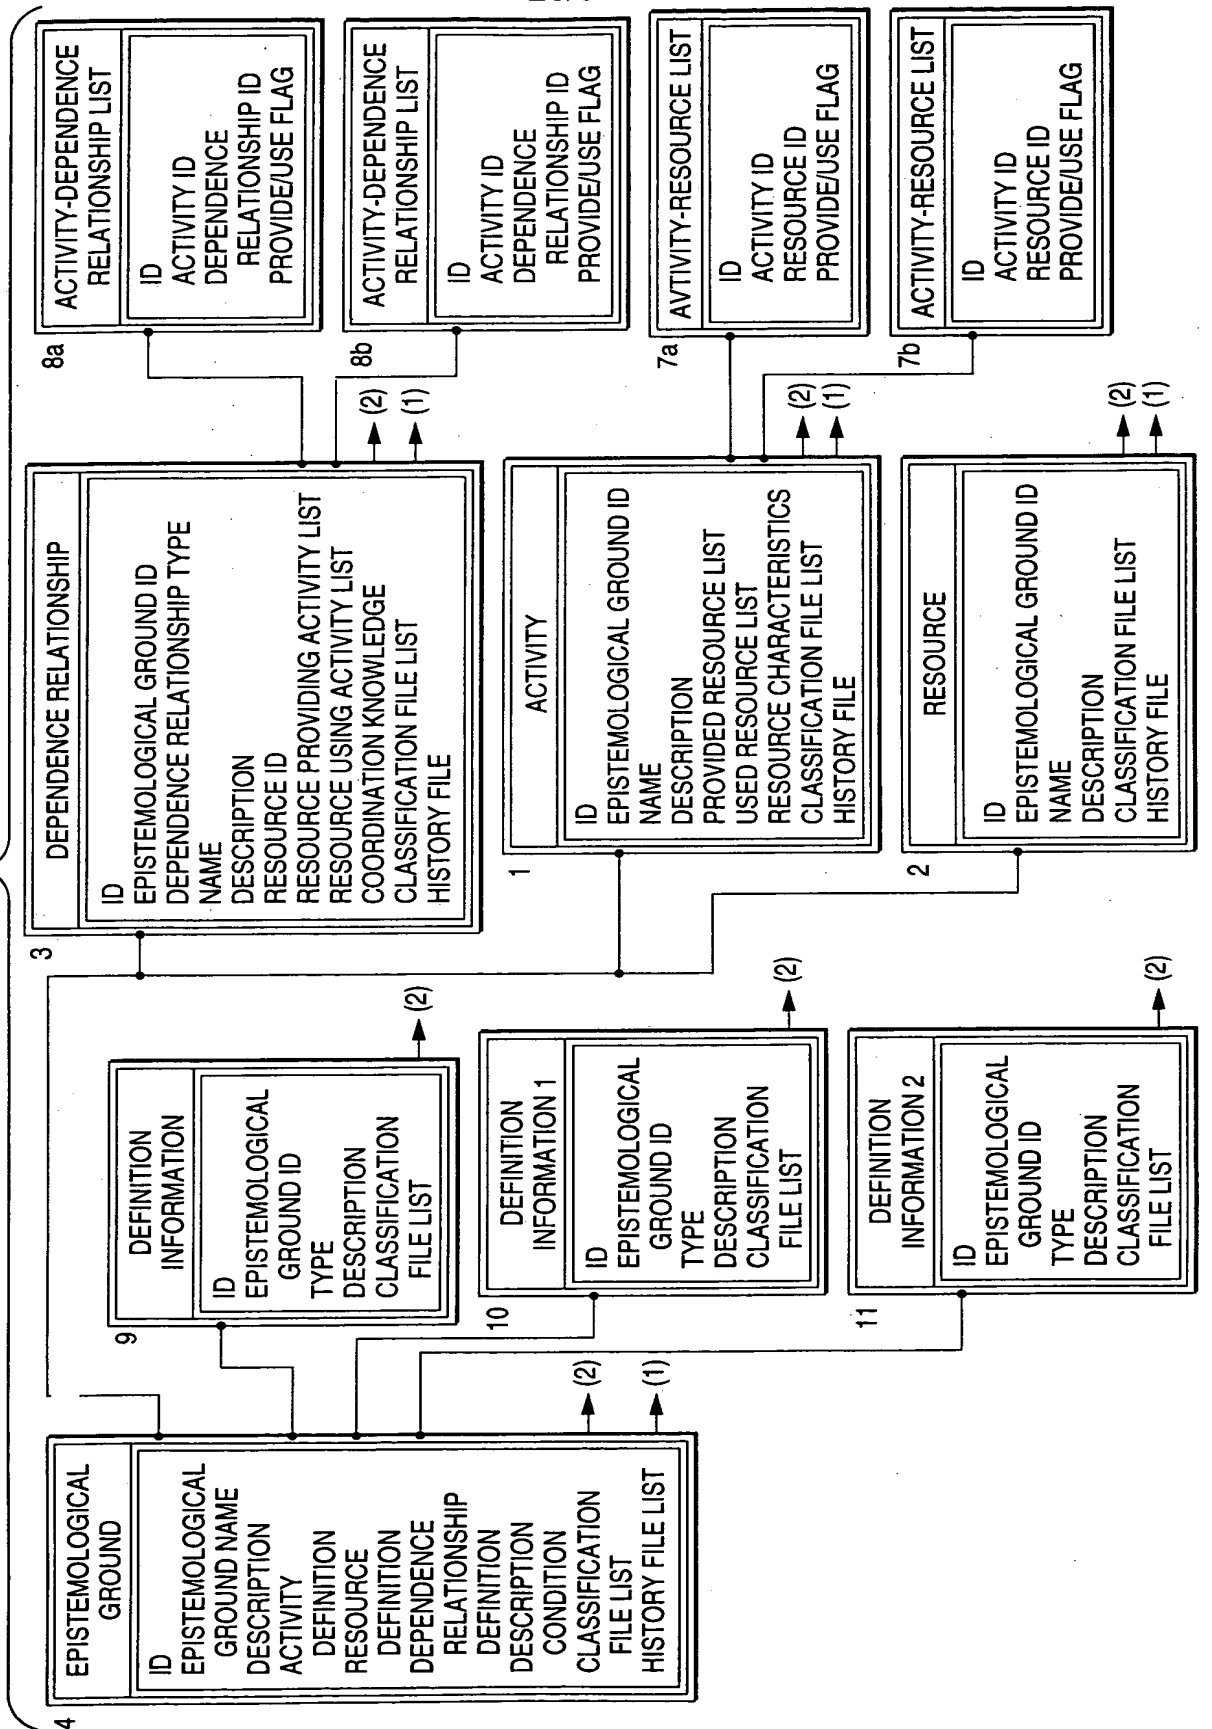 4
EPISTEMOLOGICAL
GROUND
ID
EPISTEMOLOGICAL
GROUND NAME
DESCRIPTION
ACTIVITY
DEFINITION
RESOURCE
DEFINITION
DEPENDENCE
RELATIONSHIP
DEFINITION
DESCRIPTION
CONDITION
CLASSIFICATION
FILE LIST
HISTORY FILE LIST
(2)
(1)
9
DEFINITION
INFORMATION
ID
EPISTEMOLOGICAL
GROUND ID
TYPE
DESCRIPTION
CLASSIFICATION
FILE LIST
(2)
10
DEFINITION
INFORMATION 1
ID
EPISTEMOLOGICAL
GROUND ID
TYPE
DESCRIPTION
CLASSIFICATION
FILE LIST
(2)
11
DEFINITION
INFORMATION 2
ID
EPISTEMOLOGICAL
GROUND ID
TYPE
DESCRIPTION
CLASSIFICATION
FILE LIST
(2)
3
DEPENDENCE RELATIONSHIP
ID
EPISTEMOLOGICAL GROUND ID
DEPENDENCE RELATIONSHIP TYPE
NAME
DESCRIPTION
RESOURCE ID
RESOURCE PROVIDING ACTIVITY LIST
RESOURCE USING ACTIVITY LIST
COORDINATION KNOWLEDGE
CLASSIFICATION FILE LIST
HISTORY FILE
(2)
(1)
1
ACTIVITY
ID
EPISTEMOLOGICAL GROUND ID
NAME
DESCRIPTION
PROVIDED RESOURCE LIST
USED RESOURCE LIST
RESOURCE CHARACTERISTICS
CLASSIFICATION FILE LIST
HISTORY FILE
(2)
(1)
2
RESOURCE
ID
EPISTEMOLOGICAL GROUND ID
NAME
DESCRIPTION
CLASSIFICATION FILE LIST
HISTORY FILE
(2)
(1)
8a
ACTIVITY-DEPENDENCE
RELATIONSHIP LIST
ID
ACTIVITY ID
DEPENDENCE
RELATIONSHIP ID
PROVIDE/USE FLAG
8b
ACTIVITY-DEPENDENCE
RELATIONSHIP LIST
ID
ACTIVITY ID
DEPENDENCE
RELATIONSHIP ID
PROVIDE/USE FLAG
7a
AVTIVITY-RESOURCE LIST
ID
ACTIVITY ID
RESOURCE ID
PROVIDE/USE FLAG
7b
ACTIVITY-RESOURCE LIST
ID
ACTIVITY ID
RESOURCE ID
PROVIDE/USE FLAG